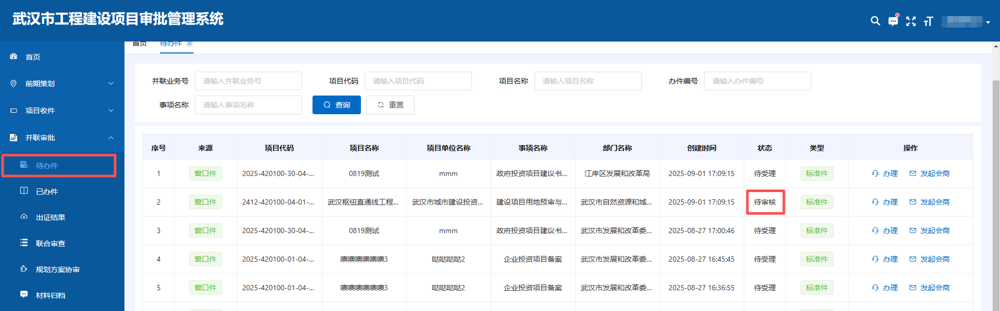 武汉市工程建设项目审批管理系统
首页
前期策划
项目收件
并联审批
待办件
已办件
出证结果
联合审查
规划方案协审
材料归档
首页 待办件
并联业务号 请输入并联业务号 项目代码 请输入项目代码 项目名称 请输入项目名称 办件编号 请输入办件编号
事项名称 请输入事项名称 查询 重置
序号 来源 项目代码 项目名称 项目单位名称 事项名称 部门名称 创建时间 状态 类型 操作
1 窗口件 2025-420100-30-04-... 0819测试 mmm 政府投资项目建议书... 江岸区发展和改革局 2025-09-01 17:09:15 待受理 标准件 办理 发起会商
2 窗口件 2412-420100-04-01-... 武汉枢纽直通线工程... 武汉市城市建设投资... 建设项目用地预审与... 武汉市自然资源和城... 2025-09-01 17:09:15 待审核 标准件 办理 发起会商
3 窗口件 2025-420100-30-04-... 0819测试 mmm 政府投资项目建议书... 武汉市发展和改革委... 2025-08-27 17:00:46 待受理 标准件 办理 发起会商
4 窗口件 2025-420100-01-04-... 噢噢噢噢噢噢3 哒哒哒哒2 企业投资项目备案 武汉市发展和改革委... 2025-08-27 16:45:45 待受理 标准件 办理 发起会商
5 窗口件 2025-420100-01-04-... 噢噢噢噢噢噢3 哒哒哒哒2 企业投资项目备案 武汉市发展和改革委... 2025-08-27 16:36:55 待受理 标准件 办理 发起会商